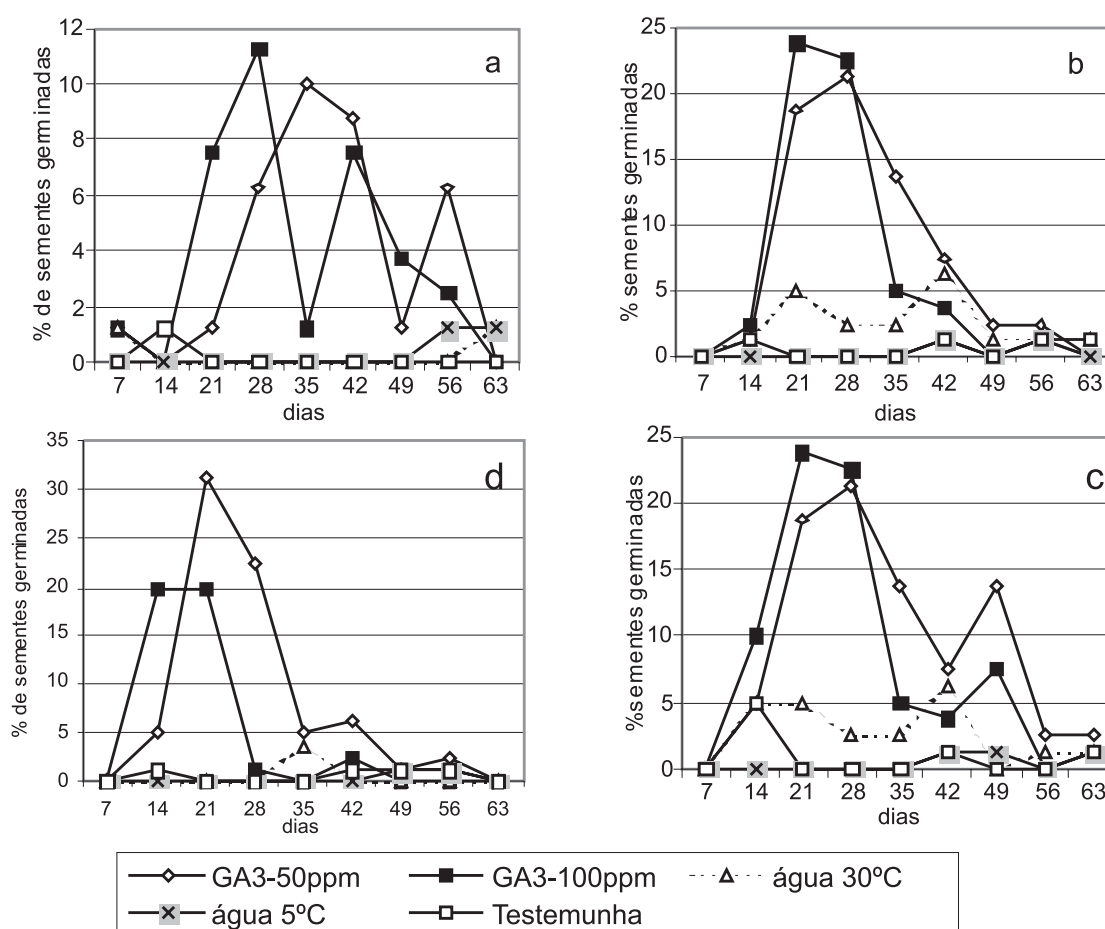 a
% de sementes germinadas
12
10
8
6
4
2
0
7 14 21 28 35 42 49 56 63
dias
b
% sementes germinadas
25
20
15
10
5
0
7 14 21 28 35 42 49 56 63
dias
d
% de sementes germinadas
35
30
25
20
15
10
5
0
7 14 21 28 35 42 49 56 63
dias
c
%sementes germinadas
25
20
15
10
5
0
7 14 21 28 35 42 49 56 63
dias
GA3-50ppm GA3-100ppm água 30ºC
água 5ºC Testemunha